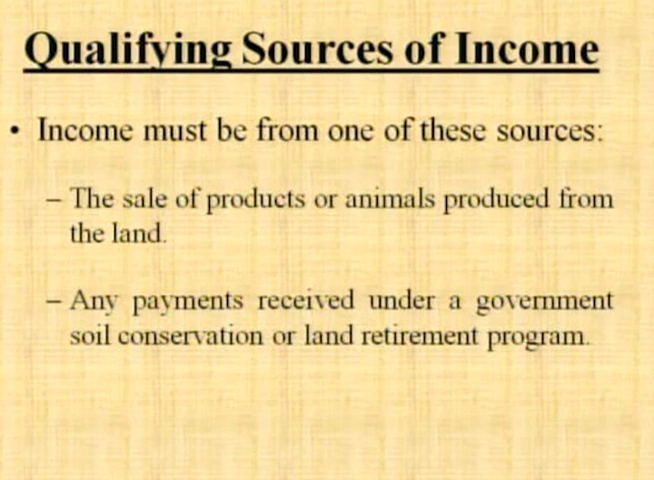 Qualifying Sources of Income
• Income must be from one of these sources:
– The sale of products or animals produced from
the land.
– Any payments received under a government
soil conservation or land retirement program.